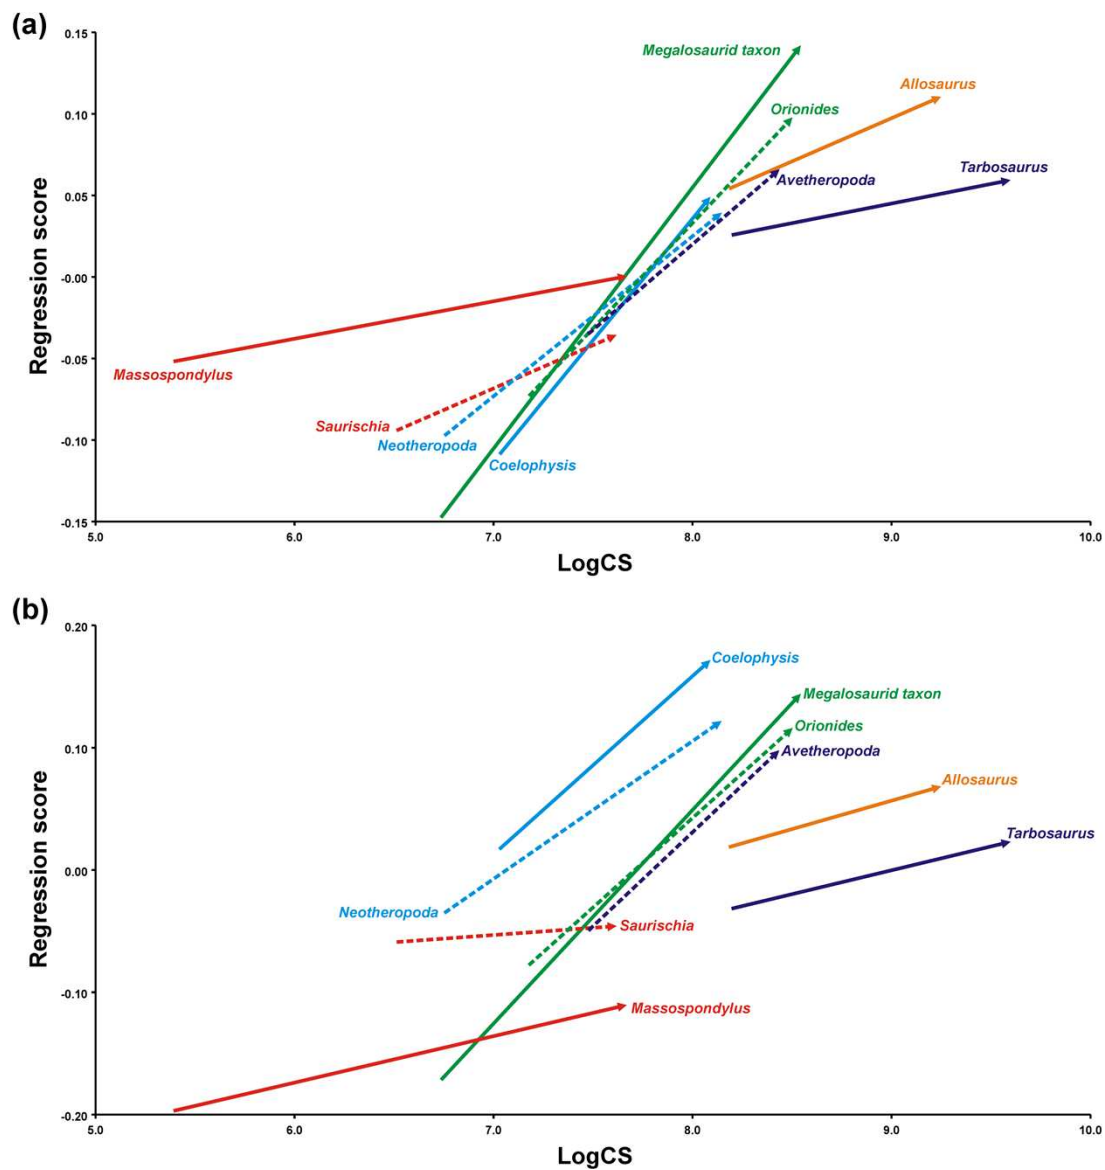 (a)
0.15
Megalosaurid taxon
Allosaurus
0.10
Orionides
Avetheropoda
Tarbosaurus
0.05
Regression score
-0.00
-0.05
Massospondylus
Saurischia
-0.10
Neotheropoda
Coelophysis
-0.15
5.0 6.0 7.0 8.0 9.0 10.0
LogCS
(b)
0.20
Coelophysis
Megalosaurid taxon
Orionides
0.10
Avetheropoda
Allosaurus
Tarbosaurus
Regression score
0.00
Neotheropoda
Saurischia
-0.10
Massospondylus
-0.20
5.0 6.0 7.0 8.0 9.0 10.0
LogCS